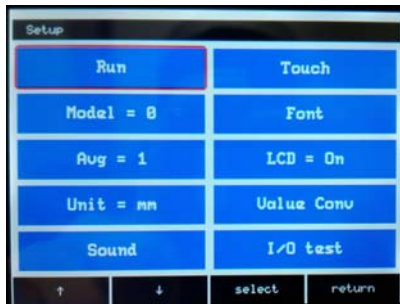 Setup
Run
Touch
Model = 0
Font
Avg = 1
LCD = On
Unit = mm
Value Conv
Sound
I/O test
↑ ↓ select return